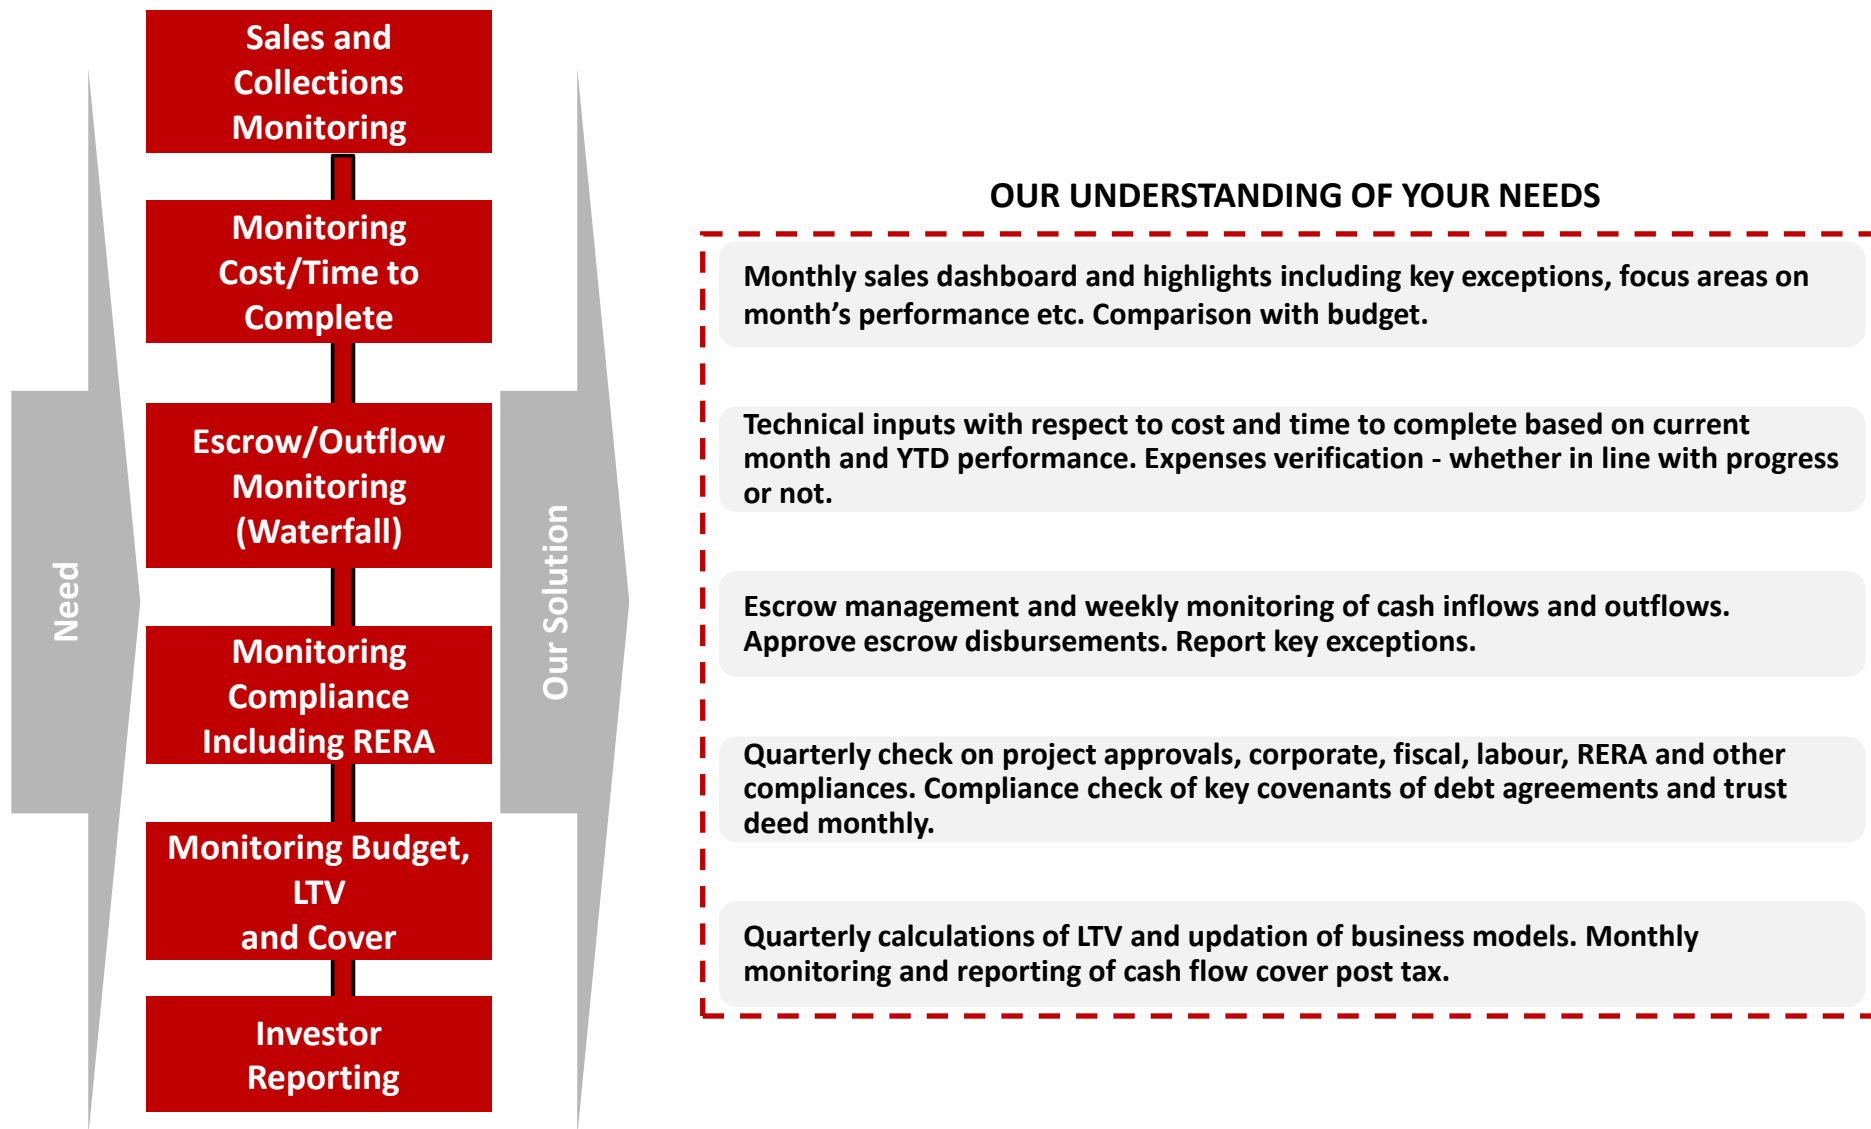 Need
Sales and
Collections
Monitoring
Monitoring
Cost/Time to
Complete
Escrow/Outflow
Monitoring
(Waterfall)
Monitoring
Compliance
Including RERA
Monitoring Budget,
LTV
and Cover
Investor
Reporting
Our Solution
OUR UNDERSTANDING OF YOUR NEEDS
Monthly sales dashboard and highlights including key exceptions, focus areas on
month’s performance etc. Comparison with budget.
Technical inputs with respect to cost and time to complete based on current
month and YTD performance. Expenses verification - whether in line with progress
or not.
Escrow management and weekly monitoring of cash inflows and outflows.
Approve escrow disbursements. Report key exceptions.
Quarterly check on project approvals, corporate, fiscal, labour, RERA and other
compliances. Compliance check of key covenants of debt agreements and trust
deed monthly.
Quarterly calculations of LTV and updation of business models. Monthly
monitoring and reporting of cash flow cover post tax.